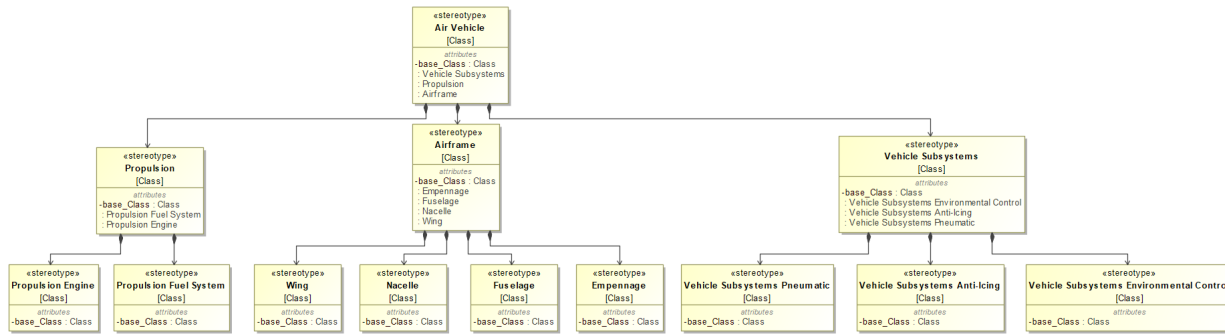 «stereotype»
Air Vehicle
[Class]
attributes
-base_Class : Class
: Vehicle Subsystems
: Propulsion
: Airframe
«stereotype»
Propulsion
[Class]
attributes
-base_Class : Class
: Propulsion Fuel System
: Propulsion Engine
«stereotype»
Airframe
[Class]
attributes
-base_Class : Class
: Empennage
: Fuselage
: Nacelle
: Wing
«stereotype»
Vehicle Subsystems
[Class]
attributes
-base_Class : Class
: Vehicle Subsystems Environmental Control
: Vehicle Subsystems Anti-Icing
: Vehicle Subsystems Pneumatic
«stereotype»
Propulsion Engine
[Class]
attributes
-base_Class : Class
«stereotype»
Propulsion Fuel System
[Class]
attributes
-base_Class : Class
«stereotype»
Wing
[Class]
attributes
-base_Class : Class
«stereotype»
Nacelle
[Class]
attributes
-base_Class : Class
«stereotype»
Fuselage
[Class]
attributes
-base_Class : Class
«stereotype»
Empennage
[Class]
attributes
-base_Class : Class
«stereotype»
Vehicle Subsystems Pneumatic
[Class]
attributes
-base_Class : Class
«stereotype»
Vehicle Subsystems Anti-Icing
[Class]
attributes
-base_Class : Class
«stereotype»
Vehicle Subsystems Environmental Control
[Class]
attributes
-base_Class : Class